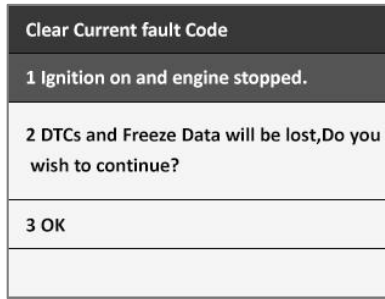 Clear Current fault Code
1 Ignition on and engine stopped.
2 DTCs and Freeze Data will be lost,Do you
wish to continue?
3 OK